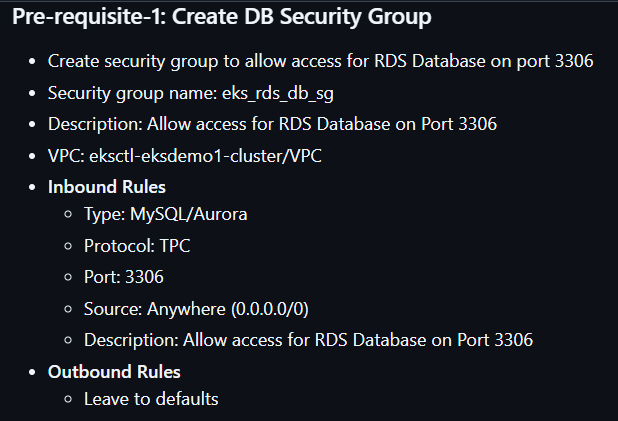 Pre-requisite-1: Create DB Security Group
• Create security group to allow access for RDS Database on port 3306
• Security group name: eks_rds_db_sg
• Description: Allow access for RDS Database on Port 3306
• VPC: eksctl-eksdemo1-cluster/VPC
• Inbound Rules
◦ Type: MySQL/Aurora
◦ Protocol: TPC
◦ Port: 3306
◦ Source: Anywhere (0.0.0.0/0)
◦ Description: Allow access for RDS Database on Port 3306
• Outbound Rules
◦ Leave to defaults